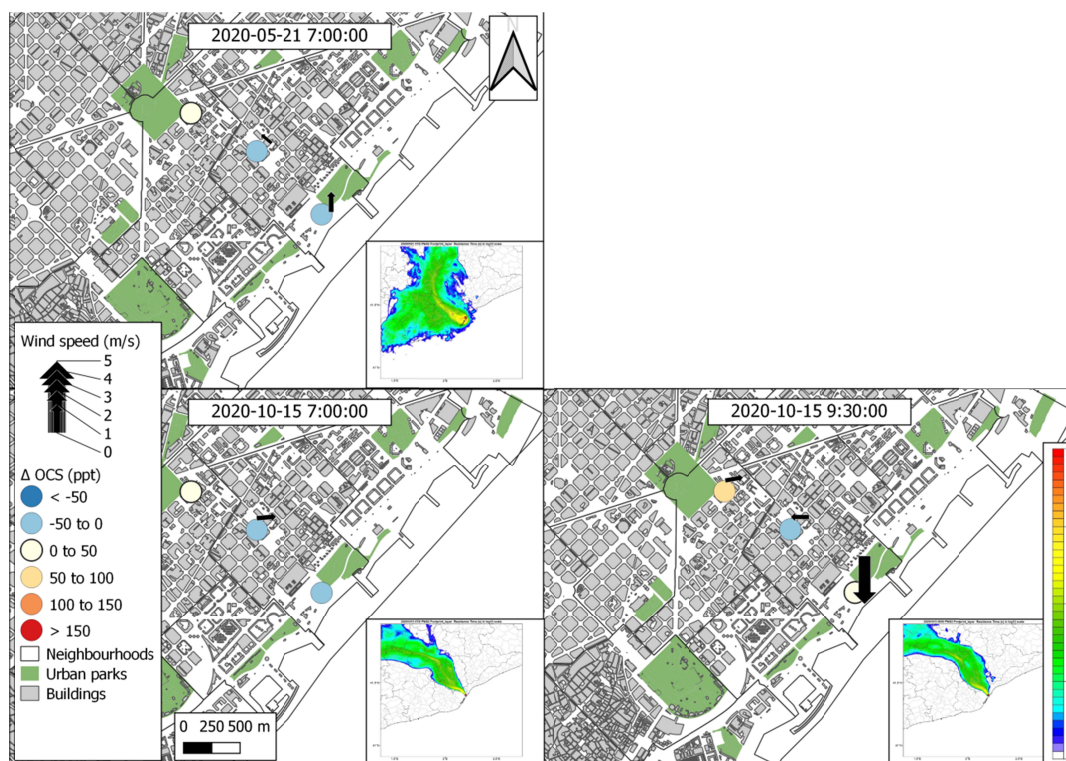 2020-05-21 7:00:00
N
Wind speed (m/s)
5
4
3
2
1
0
Δ OCS (ppt)
< -50
-50 to 0
0 to 50
50 to 100
100 to 150
> 150
Neighbourhoods
Urban parks
Buildings
2020-10-15 7:00:00
0 250 500 m
2020-10-15 9:30:00